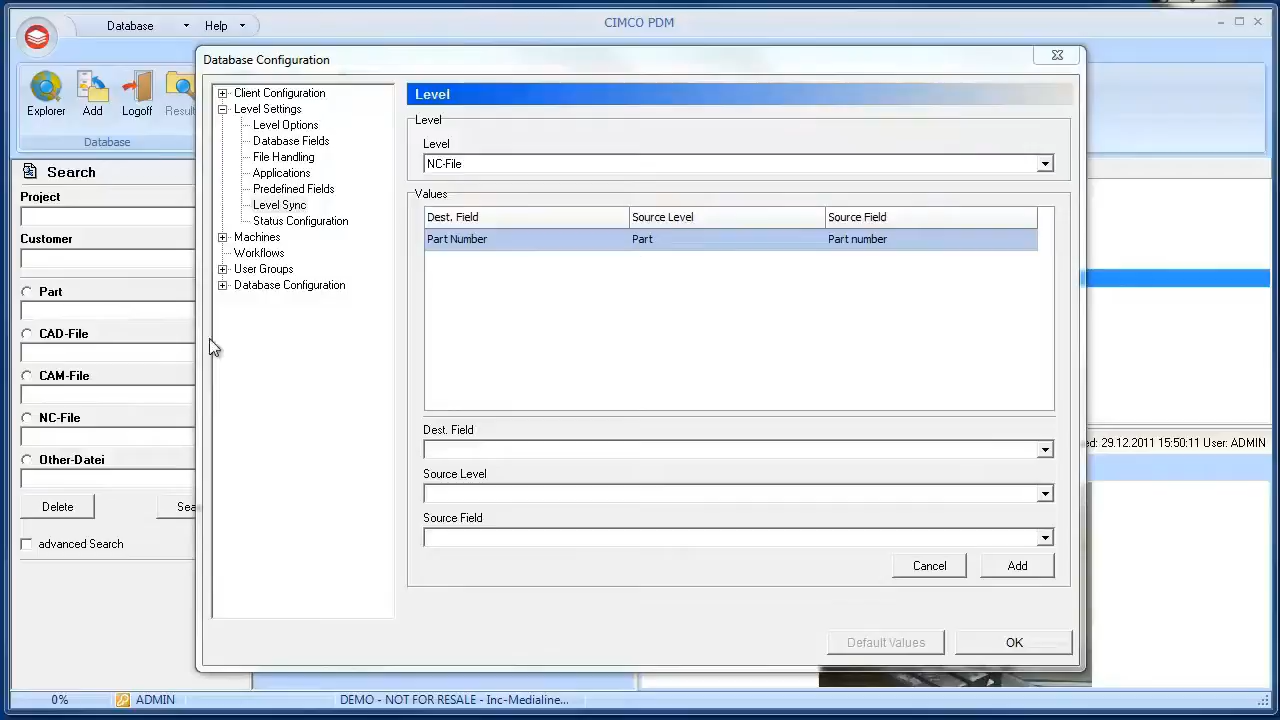 Database
Help
CIMCO PDM
Database Configuration
Explorer
Add
Logoff
Database
Search
Project
Customer
Part
CAD-File
CAM-File
NC-File
Other-Datei
Delete
advanced Search
Client Configuration
Level Settings
Level Options
Database Fields
File Handling
Applications
Predefined Fields
Level Sync
Status Configuration
Machines
Workflows
User Groups
Database Configuration
Level
Level
Level
NC-File
Values
Dest. Field Source Level Source Field
Part Number Part Part number
Dest. Field
Source Level
Source Field
Cancel Add
Default Values OK
29.12.2011 15:50:11 User: ADMIN
0% ADMIN DEMO - NOT FOR RESALE - Inc-Medialine...